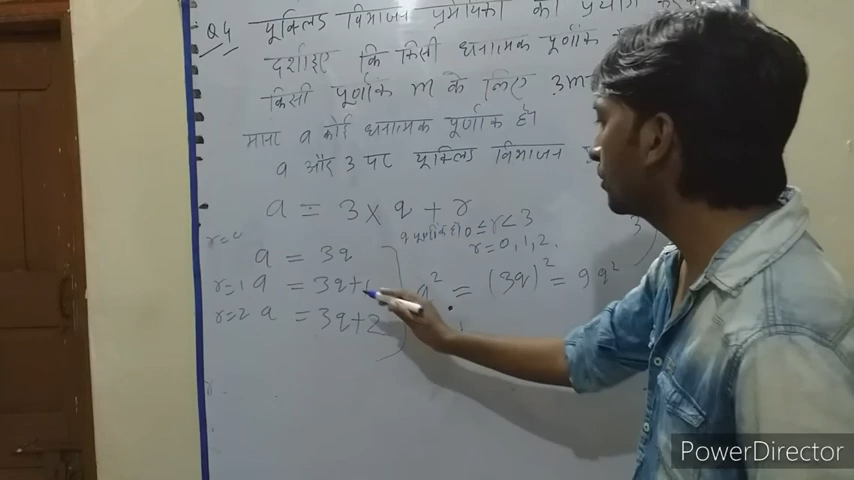 Q4 यूक्लिड विभाजन प्रमेयिका का प्रयोग
दर्शाइए कि किसी धनात्मक पूर्णांक
किसी पूर्णांक m के लिए 3m
माना a कोई धनात्मक पूर्णांक है।
a और 3 पर यूक्लिड विभाजन
a = 3 × q + r
q पूर्णांक है। 0 ≤ r < 3
r = 0, 1, 2.
a = 3q
r=1 a = 3q+1
r=2 a = 3q+2
a² = (3q)² = 9q²
3
PowerDirector